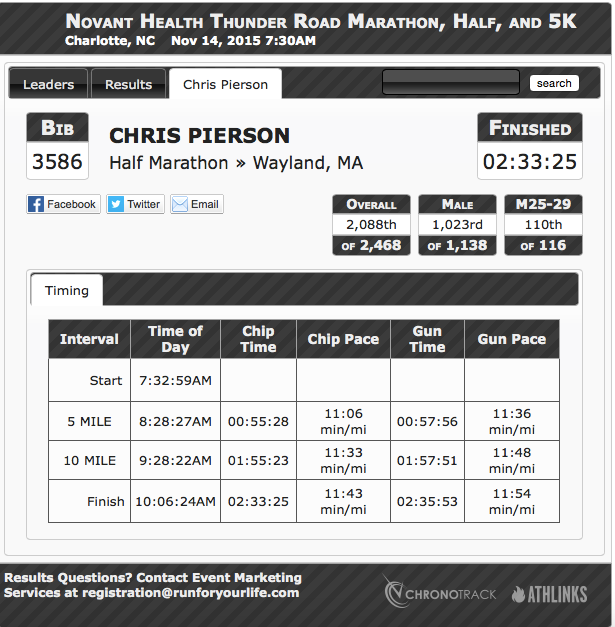 NOVANT HEALTH THUNDER ROAD MARATHON, HALF, AND 5K
Charlotte, NC Nov 14, 2015 7:30AM
Leaders Results Chris Pierson search
BIB
3586
CHRIS PIERSON
Half Marathon » Wayland, MA
FINISHED
02:33:25
Facebook Twitter Email
OVERALL MALE M25-29
2,088th 1,023rd 110th
OF 2,468 OF 1,138 OF 116
Timing
Interval Time of Day Chip Time Chip Pace Gun Time Gun Pace
Start 7:32:59AM
5 MILE 8:28:27AM 00:55:28 11:06 min/mi 00:57:56 11:36 min/mi
10 MILE 9:28:22AM 01:55:23 11:33 min/mi 01:57:51 11:48 min/mi
Finish 10:06:24AM 02:33:25 11:43 min/mi 02:35:53 11:54 min/mi
Results Questions? Contact Event Marketing
Services at registration@runforyourlife.com
CHRONOTRACK ATHLINKS